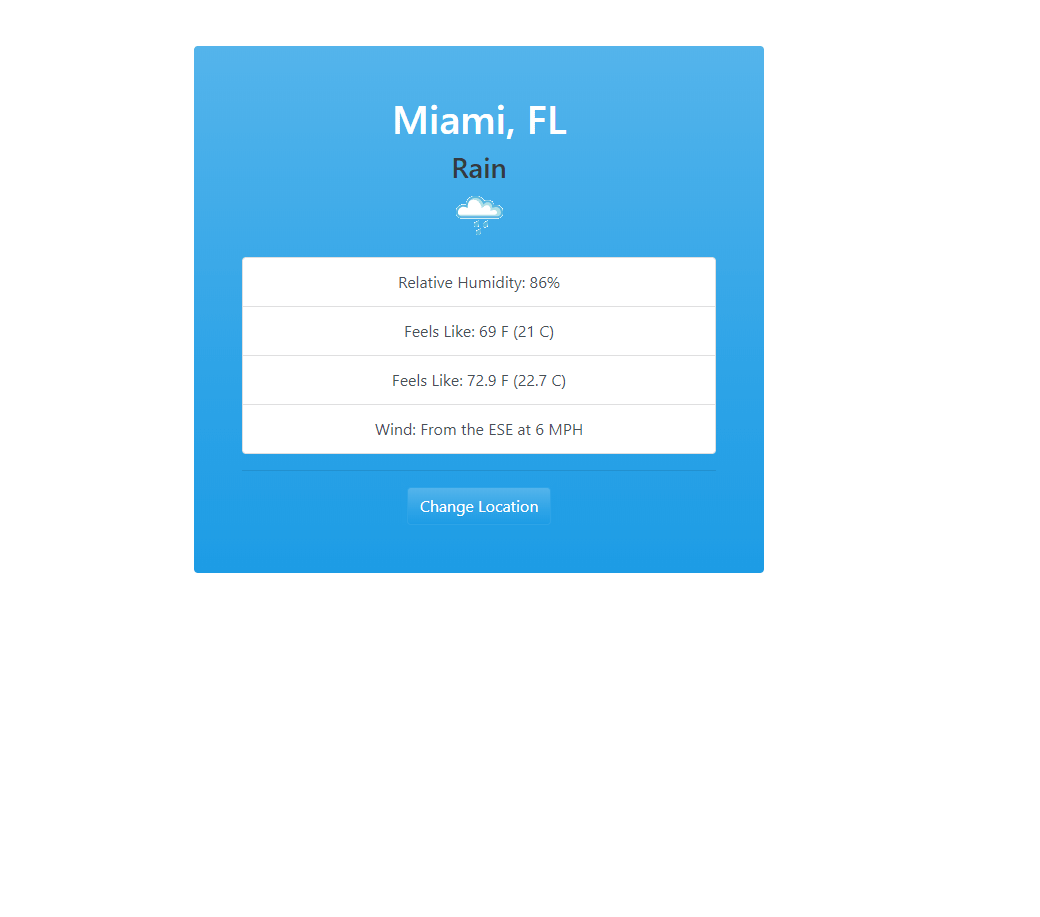 Miami, FL
Rain
Relative Humidity: 86%
Feels Like: 69 F (21 C)
Feels Like: 72.9 F (22.7 C)
Wind: From the ESE at 6 MPH
Change Location